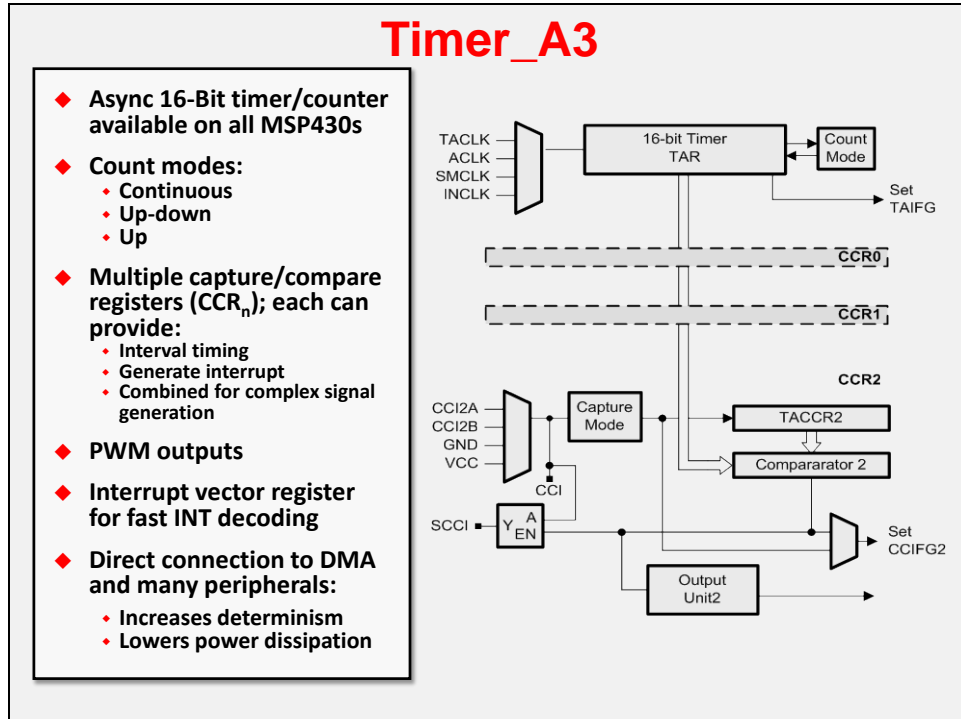 Timer_A3
Async 16-Bit timer/counter
available on all MSP430s
Count modes:
Continuous
Up-down
Up
Multiple capture/compare
registers (CCRn); each can
provide:
Interval timing
Generate interrupt
Combined for complex signal
generation
PWM outputs
Interrupt vector register
for fast INT decoding
Direct connection to DMA
and many peripherals:
Increases determinism
Lowers power dissipation
TACLK
ACLK
SMCLK
INCLK
16-bit Timer
TAR
Count
Mode
Set
TAIFG
CCR0
CCR1
CCR2
CCI2A
CCI2B
GND
VCC
Capture
Mode
TACCR2
Compararator 2
CCI
SCCI
Y A
EN
Set
CCIFG2
Output
Unit2